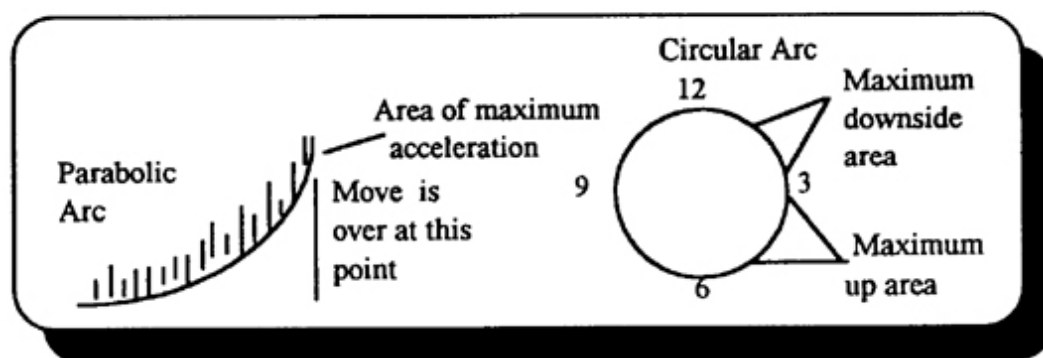 Parabolic
Arc
Area of maximum
acceleration
Move is
over at this
point
Circular Arc
12
9
3
6
Maximum
downside
area
Maximum
up area